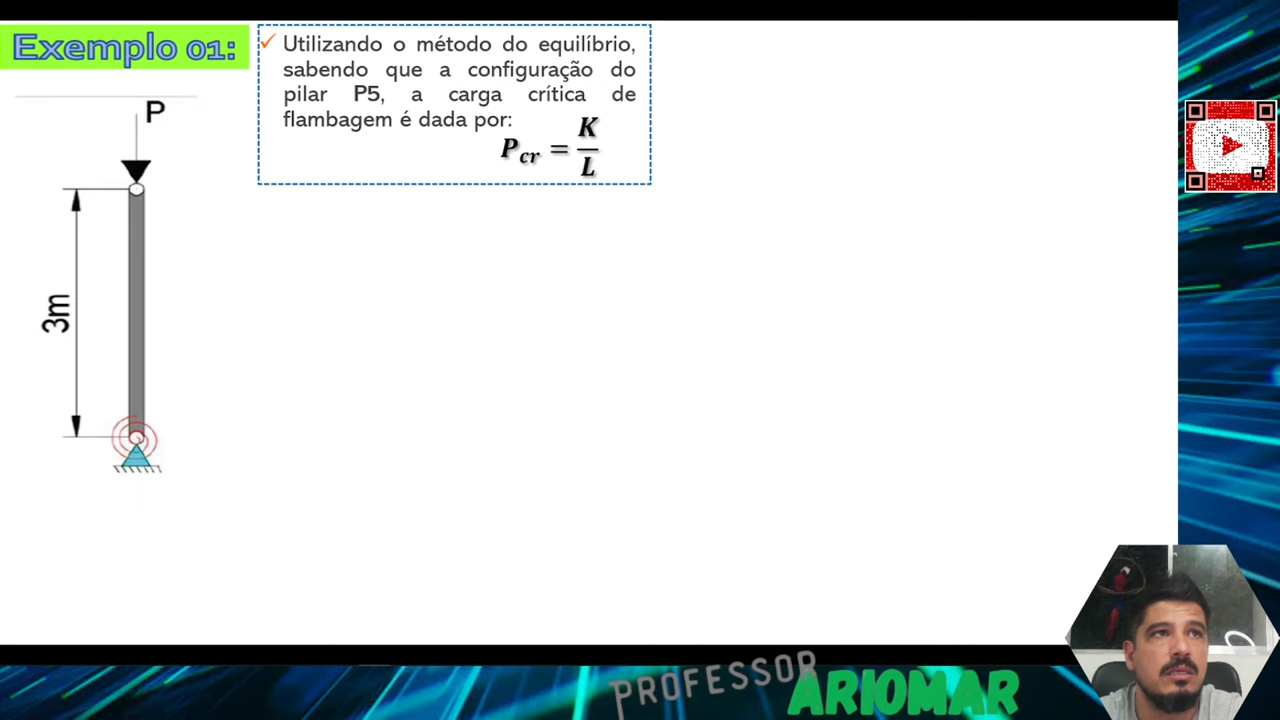 Exemplo 01:
✓ Utilizando o método do equilíbrio,
sabendo que a configuração do
pilar P5, a carga crítica de
flambagem é dada por:
P_cr = K/L
P
3m
PROFESSOR
ARIOMAR